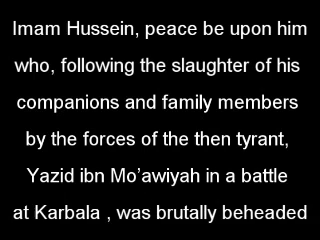 Imam Hussein, peace be upon him
who, following the slaughter of his
companions and family members
by the forces of the then tyrant,
Yazid ibn Mo’awiyah in a battle
at Karbala , was brutally beheaded